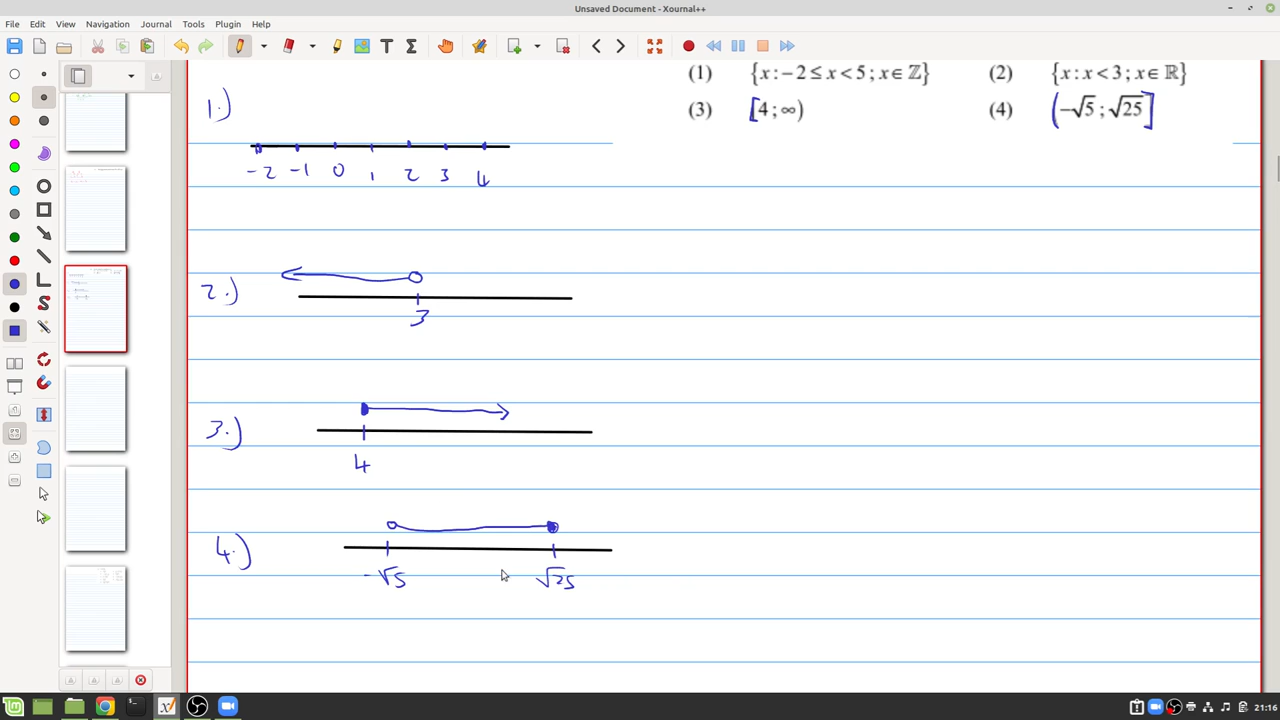 Unsaved Document - Xournal++
File Edit View Navigation Journal Tools Plugin Help
(1) {x:−2≤x<5;x∈ℤ} (2) {x:x<3;x∈ℝ}
(3) [4;∞) (4) (−√5;√25]
1.)
-2 -1 0 1 2 3 4
2.)
3
3.)
4
4.)
-√5 √25
21:16